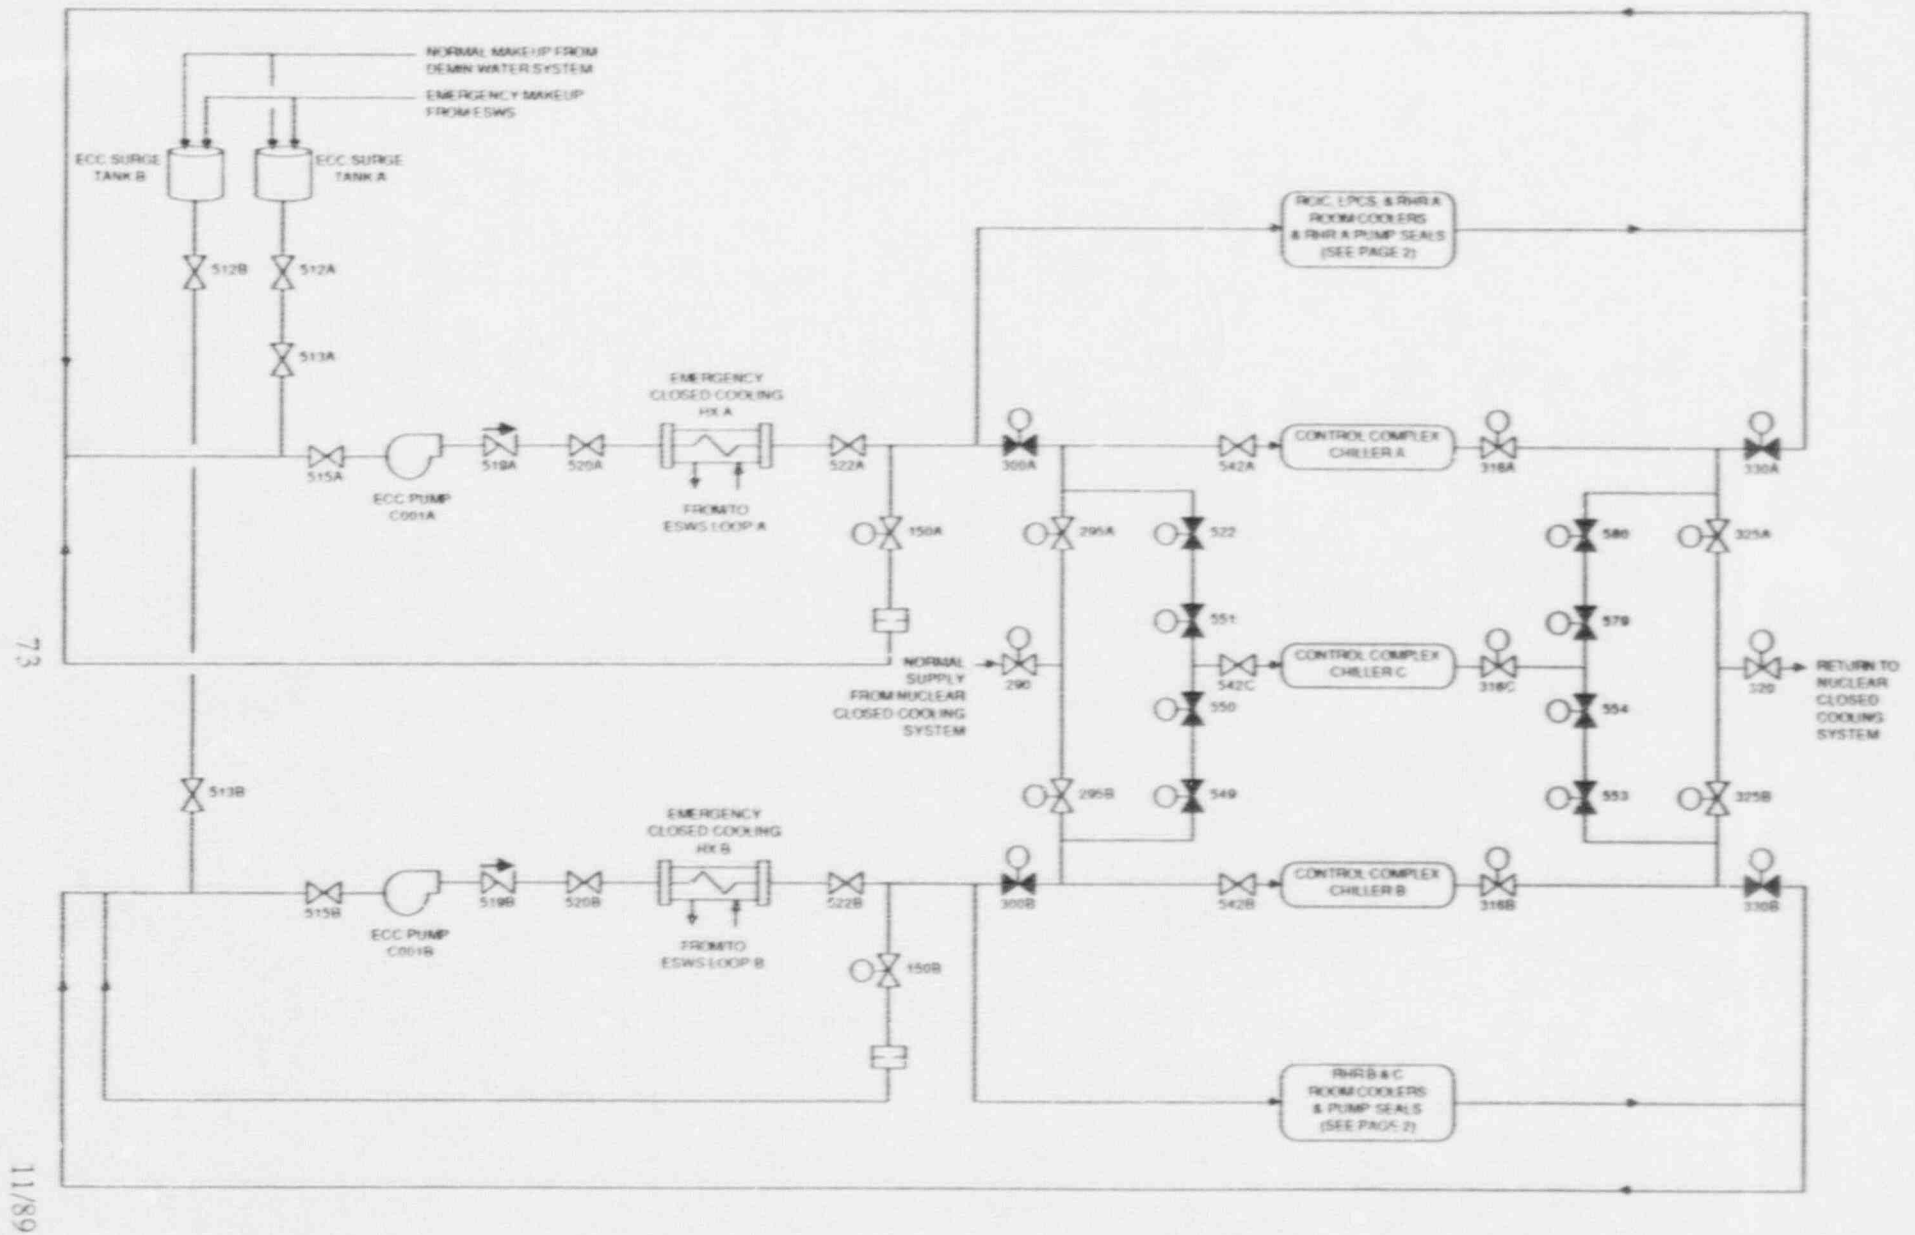 NORMAL MAKEUP FROM
DEMIN WATER SYSTEM
EMERGENCY MAKEUP
FROM ESWS
ECC SURGE
TANK B
ECC SURGE
TANK A
RCIC, LPCS, & RHR A
ROOM COOLERS
& RHR A PUMP SEALS
(SEE PAGE 2)
512B
512A
513A
EMERGENCY
CLOSED COOLING
HX A
515A
ECC PUMP
C001A
519A
520A
FROM/TO
ESWS LOOP A
522A
300A
542A
CONTROL COMPLEX
CHILLER A
316A
330A
150A
295A
522
580
325A
551
579
NORMAL
SUPPLY
FROM NUCLEAR
CLOSED COOLING
SYSTEM
290
542C
CONTROL COMPLEX
CHILLER C
316C
320
RETURN TO
NUCLEAR
CLOSED
COOLING
SYSTEM
550
554
513B
295B
549
553
325B
EMERGENCY
CLOSED COOLING
HX B
515B
ECC PUMP
C001B
519B
520B
FROM/TO
ESWS LOOP B
522B
300B
542B
CONTROL COMPLEX
CHILLER B
316B
330B
150B
RHR B & C
ROOM COOLERS
& PUMP SEALS
(SEE PAGE 2)
73
11/89